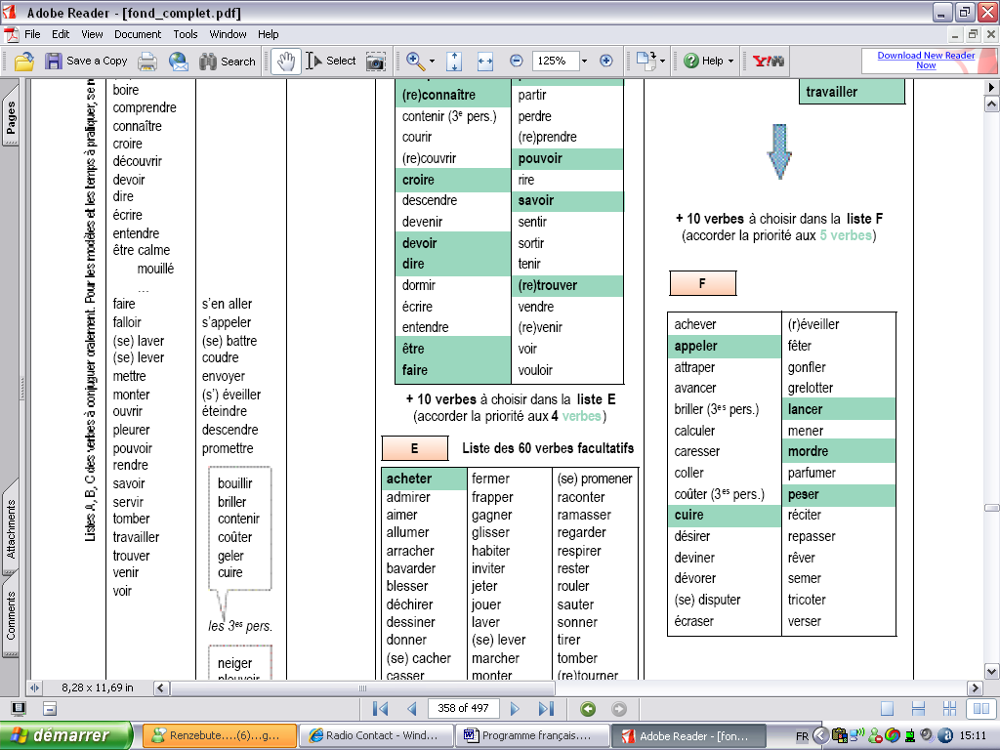 Adobe Reader - [fond_complet.pdf]
File Edit View Document Tools Window Help
Save a Copy Search Select 125% Help Y! Download New Reader
Now
Pages
Attachments
Comments
Listes A, B, C des verbes à conjuguer oralement. Pour les modèles et les temps à pratiquer, se r
boire
comprendre
connaître
croire
découvrir
devoir
dire
écrire
entendre
être calme
mouillé
...
faire
falloir
(se) laver
(se) lever
mettre
monter
ouvrir
pleurer
pouvoir
rendre
savoir
servir
tomber
travailler
trouver
venir
voir
s'en aller
s'appeler
(se) battre
coudre
envoyer
(s') éveiller
éteindre
descendre
promettre
bouillir
briller
contenir
coûter
geler
cuire
les 3es pers.
neiger
pleuvoir
(re)connaître partir
contenir (3e pers.) perdre
courir (re)prendre
(re)couvrir pouvoir
croire rire
descendre savoir
devenir sentir
devoir sortir
dire tenir
dormir (re)trouver
écrire vendre
entendre (re)venir
être voir
faire vouloir
+ 10 verbes à choisir dans la liste E
(accorder la priorité aux 4 verbes)
E Liste des 60 verbes facultatifs
acheter fermer (se) promener
admirer frapper raconter
aimer gagner ramasser
allumer glisser regarder
arracher habiter respirer
bavarder inviter rester
blesser jeter rouler
déchirer jouer sauter
dessiner laver sonner
donner (se) lever tirer
(se) cacher marcher tomber
casser monter (re)tourner
travailler
+ 10 verbes à choisir dans la liste F
(accorder la priorité aux 5 verbes)
F
achever (r)éveiller
appeler fêter
attraper gonfler
avancer grelotter
briller (3es pers.) lancer
calculer mener
caresser mordre
coller parfumer
coûter (3es pers.) peser
cuire réciter
désirer repasser
deviner rêver
dévorer semer
(se) disputer tricoter
écraser verser
8,28 x 11,69 in
358 of 497
démarrer Renzebute....(6)...g... Radio Contact - Wind... Programme français.... Adobe Reader - [fon... FR 15:11